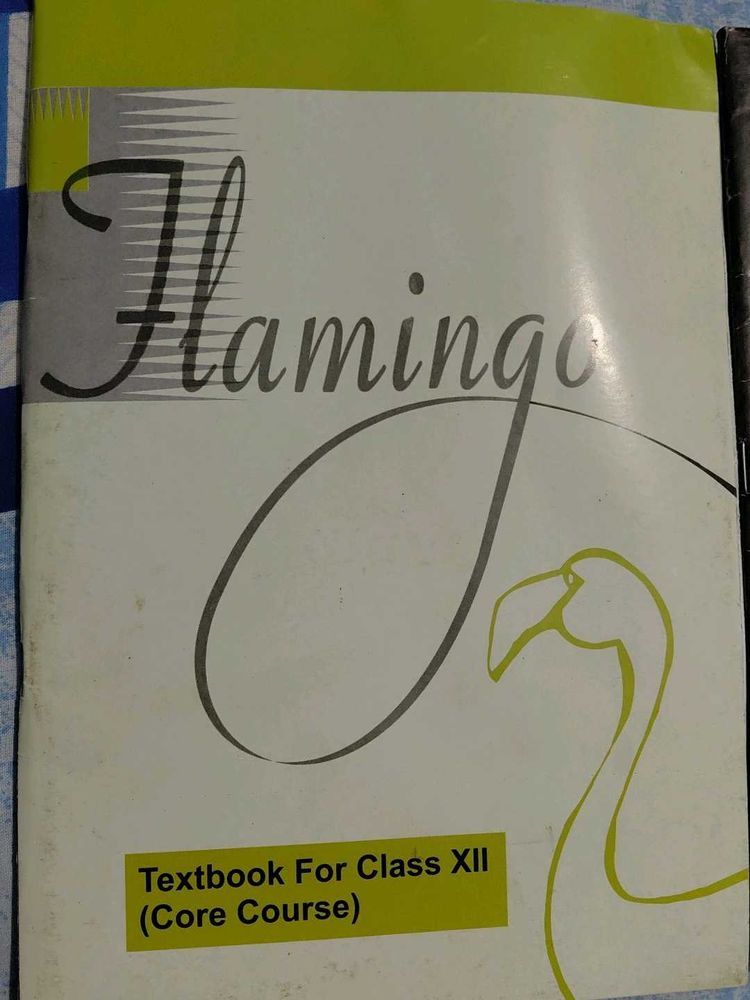 Flamingo
Textbook For Class XII
(Core Course)